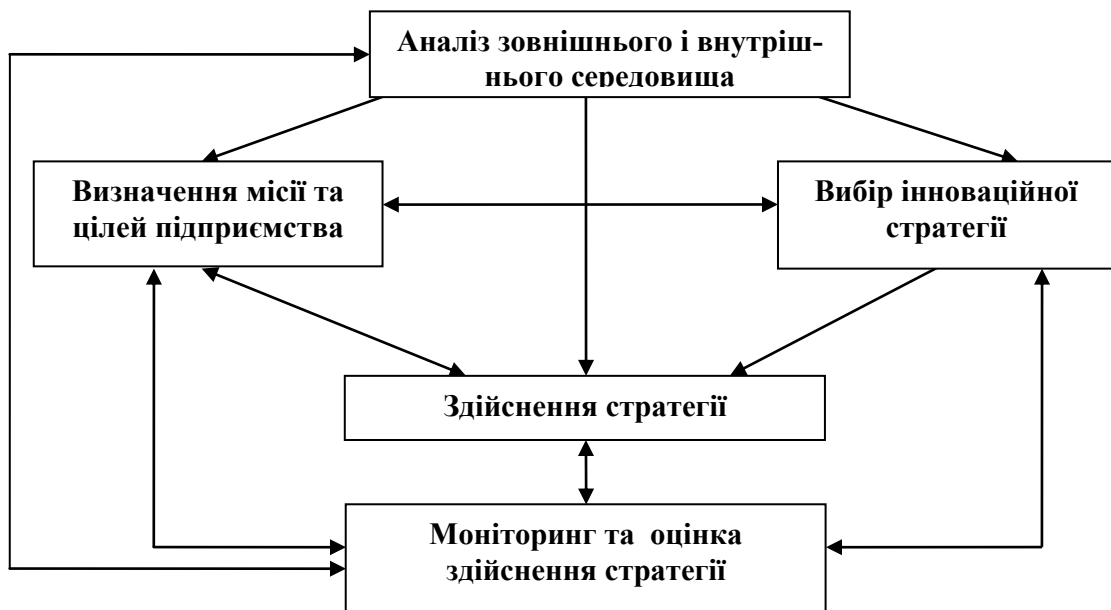 Аналіз зовнішнього і внутріш-
нього середовища
Визначення місії та
цілей підприємства
Вибір інноваційної
стратегії
Здійснення стратегії
Моніторинг та оцінка
здійснення стратегії